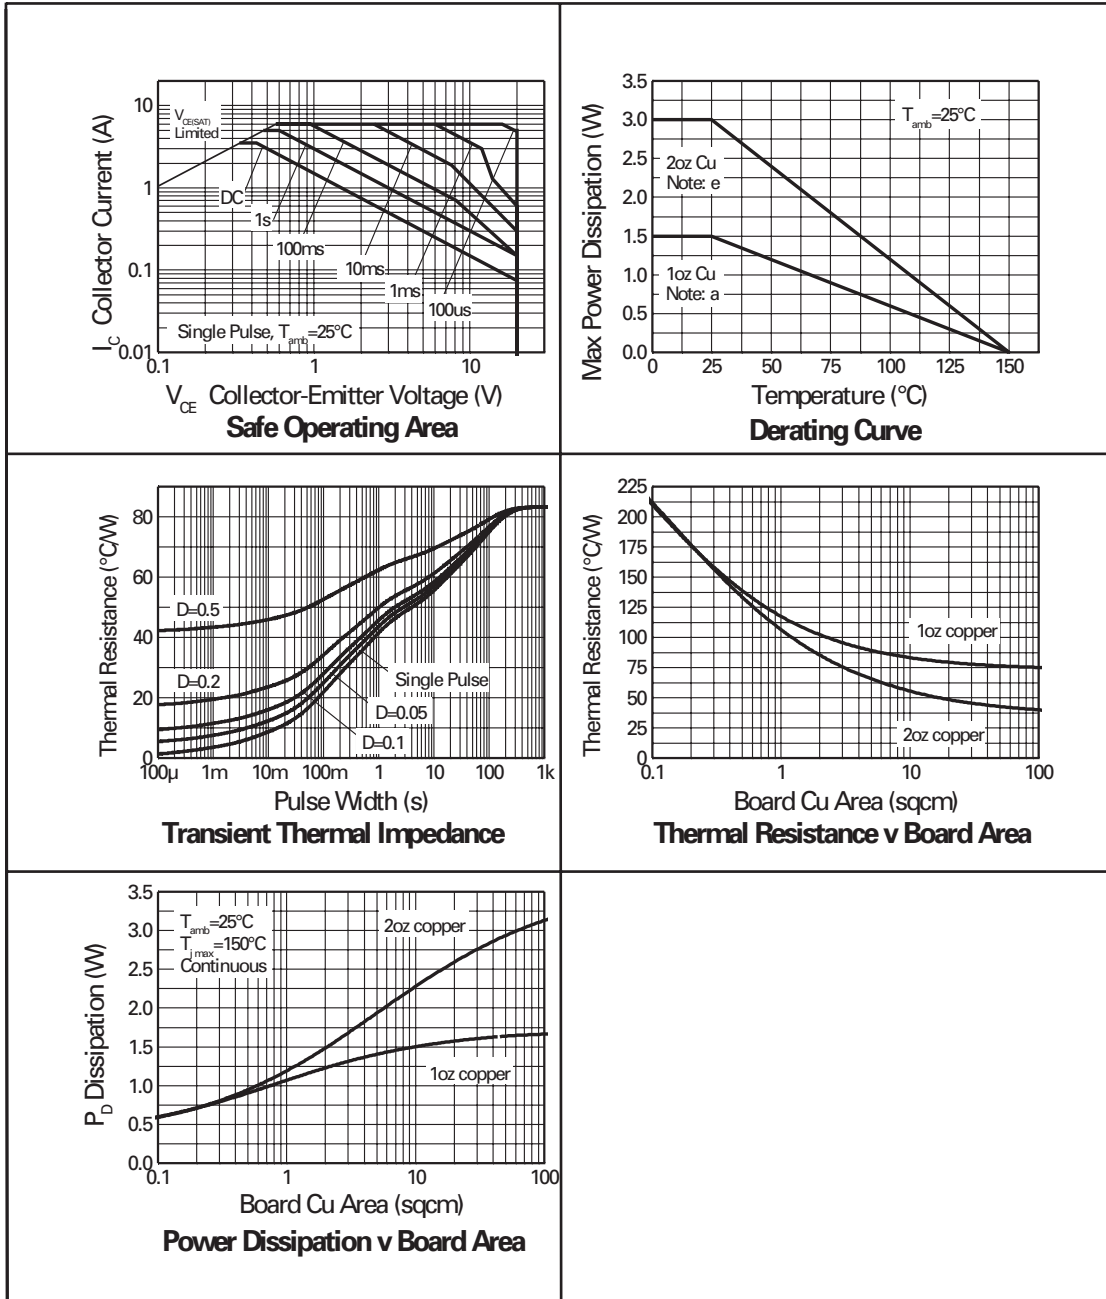 10
1
0.1
0.01
I_C Collector Current (A)
V_CE(SAT)
Limited
DC
1s
100ms
10ms
1ms
100us
Single Pulse, T_amb=25°C
0.1 1 10
V_CE Collector-Emitter Voltage (V)
Safe Operating Area
3.5
3.0
2.5
2.0
1.5
1.0
0.5
0.0
Max Power Dissipation (W)
T_amb=25°C
2oz Cu
Note: e
1oz Cu
Note: a
0 25 50 75 100 125 150
Temperature (°C)
Derating Curve
80
60
40
20
0
Thermal Resistance (°C/W)
D=0.5
D=0.2
Single Pulse
D=0.05
D=0.1
100µ 1m 10m 100m 1 10 100 1k
Pulse Width (s)
Transient Thermal Impedance
225
200
175
150
125
100
75
50
25
0
Thermal Resistance (°C/W)
1oz copper
2oz copper
0.1 1 10 100
Board Cu Area (sqcm)
Thermal Resistance v Board Area
3.5
3.0
2.5
2.0
1.5
1.0
0.5
0.0
P_D Dissipation (W)
T_amb=25°C
T_j max=150°C
Continuous
2oz copper
1oz copper
0.1 1 10 100
Board Cu Area (sqcm)
Power Dissipation v Board Area